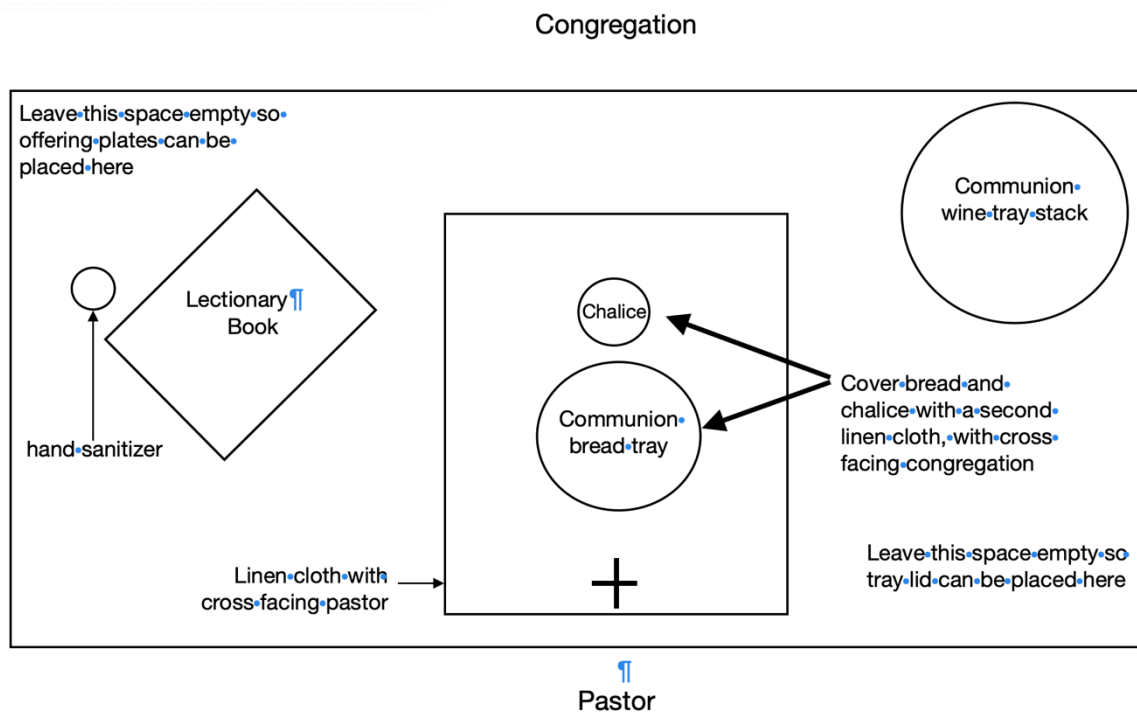 Congregation
Leave this space empty so
offering plates can be
placed here
Communion
wine tray stack
Lectionary¶
Book
Chalice
Communion
bread tray
Cover bread and
chalice with a second
linen cloth, with cross
facing congregation
hand sanitizer
Linen cloth with
cross facing pastor
Leave this space empty so
tray lid can be placed here
¶
Pastor